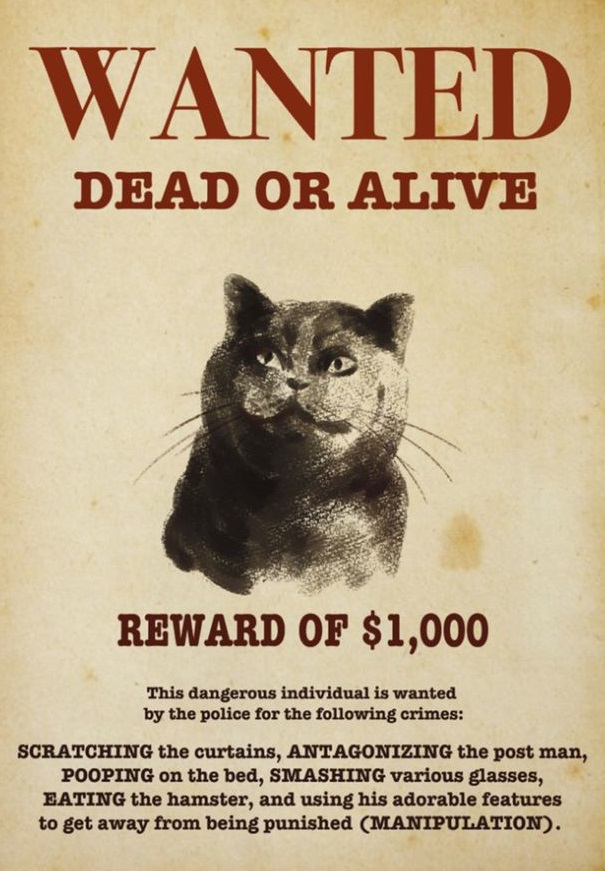 WANTED
DEAD OR ALIVE
REWARD OF $1,000
This dangerous individual is wanted
by the police for the following crimes:
SCRATCHING the curtains, ANTAGONIZING the post man,
POOPING on the bed, SMASHING various glasses,
EATING the hamster, and using his adorable features
to get away from being punished (MANIPULATION).